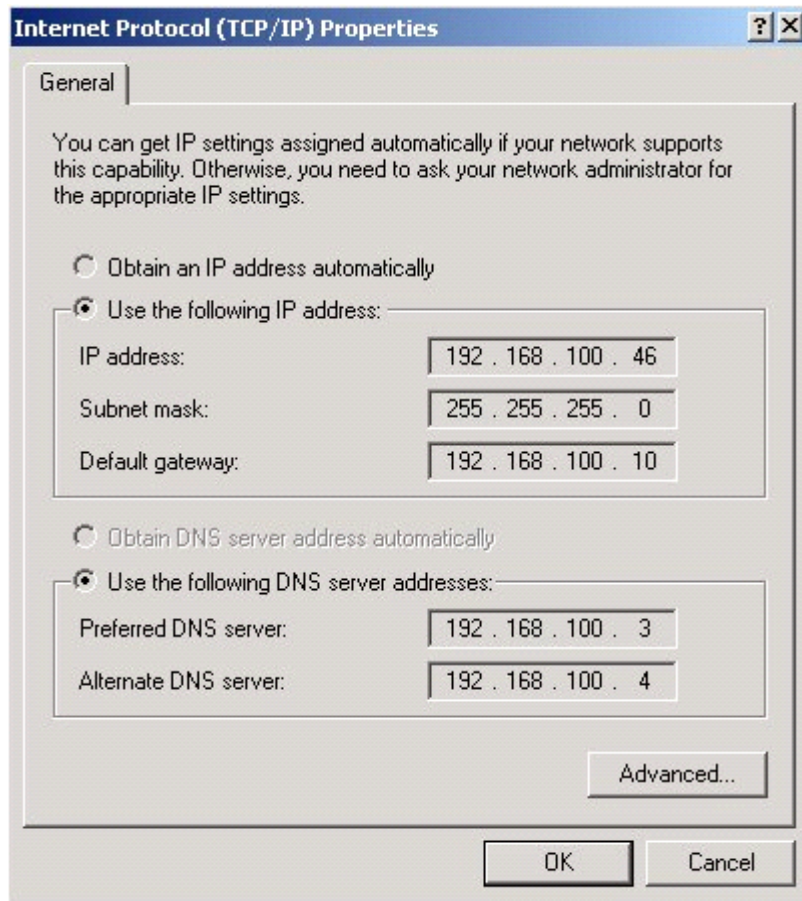 Internet Protocol (TCP/IP) Properties
General
You can get IP settings assigned automatically if your network supports
this capability. Otherwise, you need to ask your network administrator for
the appropriate IP settings.
Obtain an IP address automatically
Use the following IP address:
IP address: 192 . 168 . 100 . 46
Subnet mask: 255 . 255 . 255 . 0
Default gateway: 192 . 168 . 100 . 10
Obtain DNS server address automatically
Use the following DNS server addresses:
Preferred DNS server: 192 . 168 . 100 . 3
Alternate DNS server: 192 . 168 . 100 . 4
Advanced...
OK Cancel